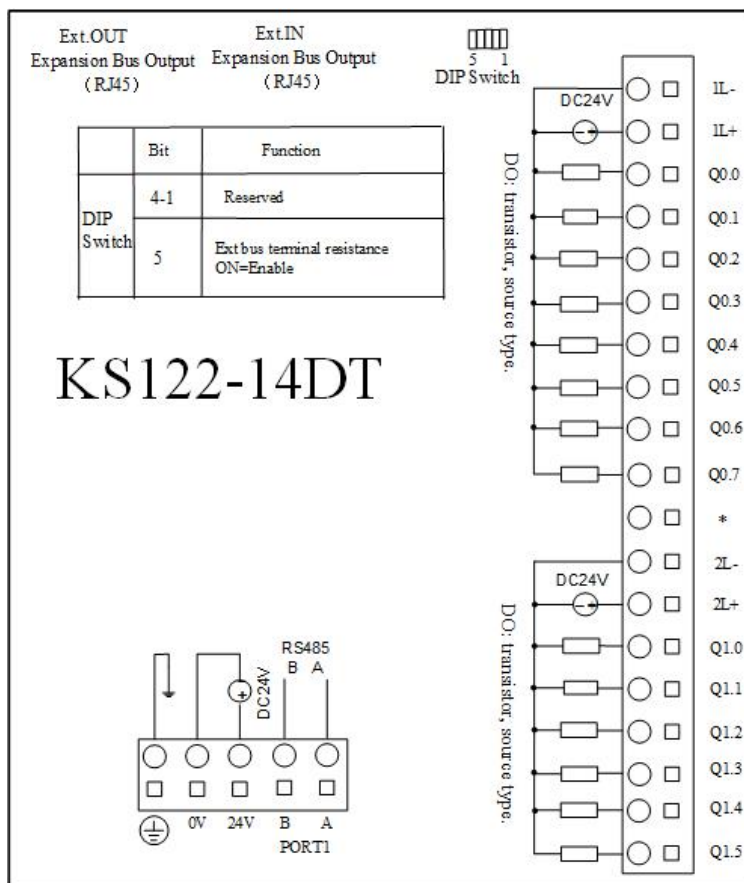 Ext.OUT
Expansion Bus Output
(RJ45)
Ext.IN
Expansion Bus Output
(RJ45)
5 1
DIP Switch
Bit Function
DIP
Switch
4-1 Reserved
5 Ext bus terminal resistance
ON=Enable
KS122-14DT
DC24V
DO: transistor, source type.
1L-
1L+
Q0.0
Q0.1
Q0.2
Q0.3
Q0.4
Q0.5
Q0.6
Q0.7
*
DC24V
DO: transistor, source type.
2L-
2L+
Q1.0
Q1.1
Q1.2
Q1.3
Q1.4
Q1.5
RS485
B A
DC24V
0V 24V B A
PORT1